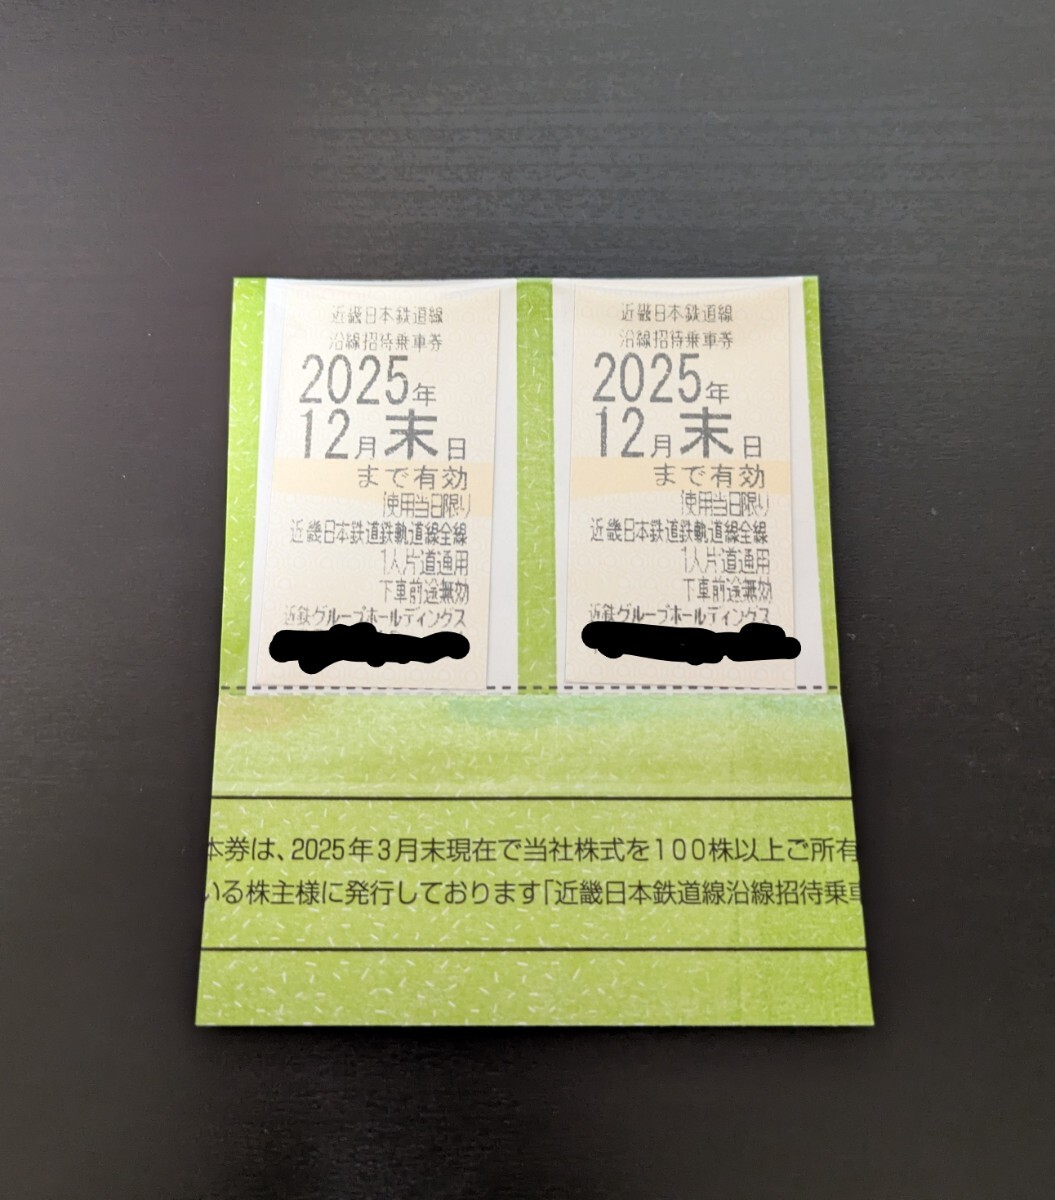 近畿日本鉄道線
沿線招待乗車券
2025年
12月末日
まで有効
使用当日限り
近畿日本鉄道鉄軌道線全線
1人片道通用
下車前途無効
近鉄グループホールディングス
近畿日本鉄道線
沿線招待乗車券
2025年
12月末日
まで有効
使用当日限り
近畿日本鉄道鉄軌道線全線
1人片道通用
下車前途無効
近鉄グループホールディングス
本券は、2025年3月末現在で当社株式を100株以上ご所有
いる株主様に発行しております「近畿日本鉄道線沿線招待乗車